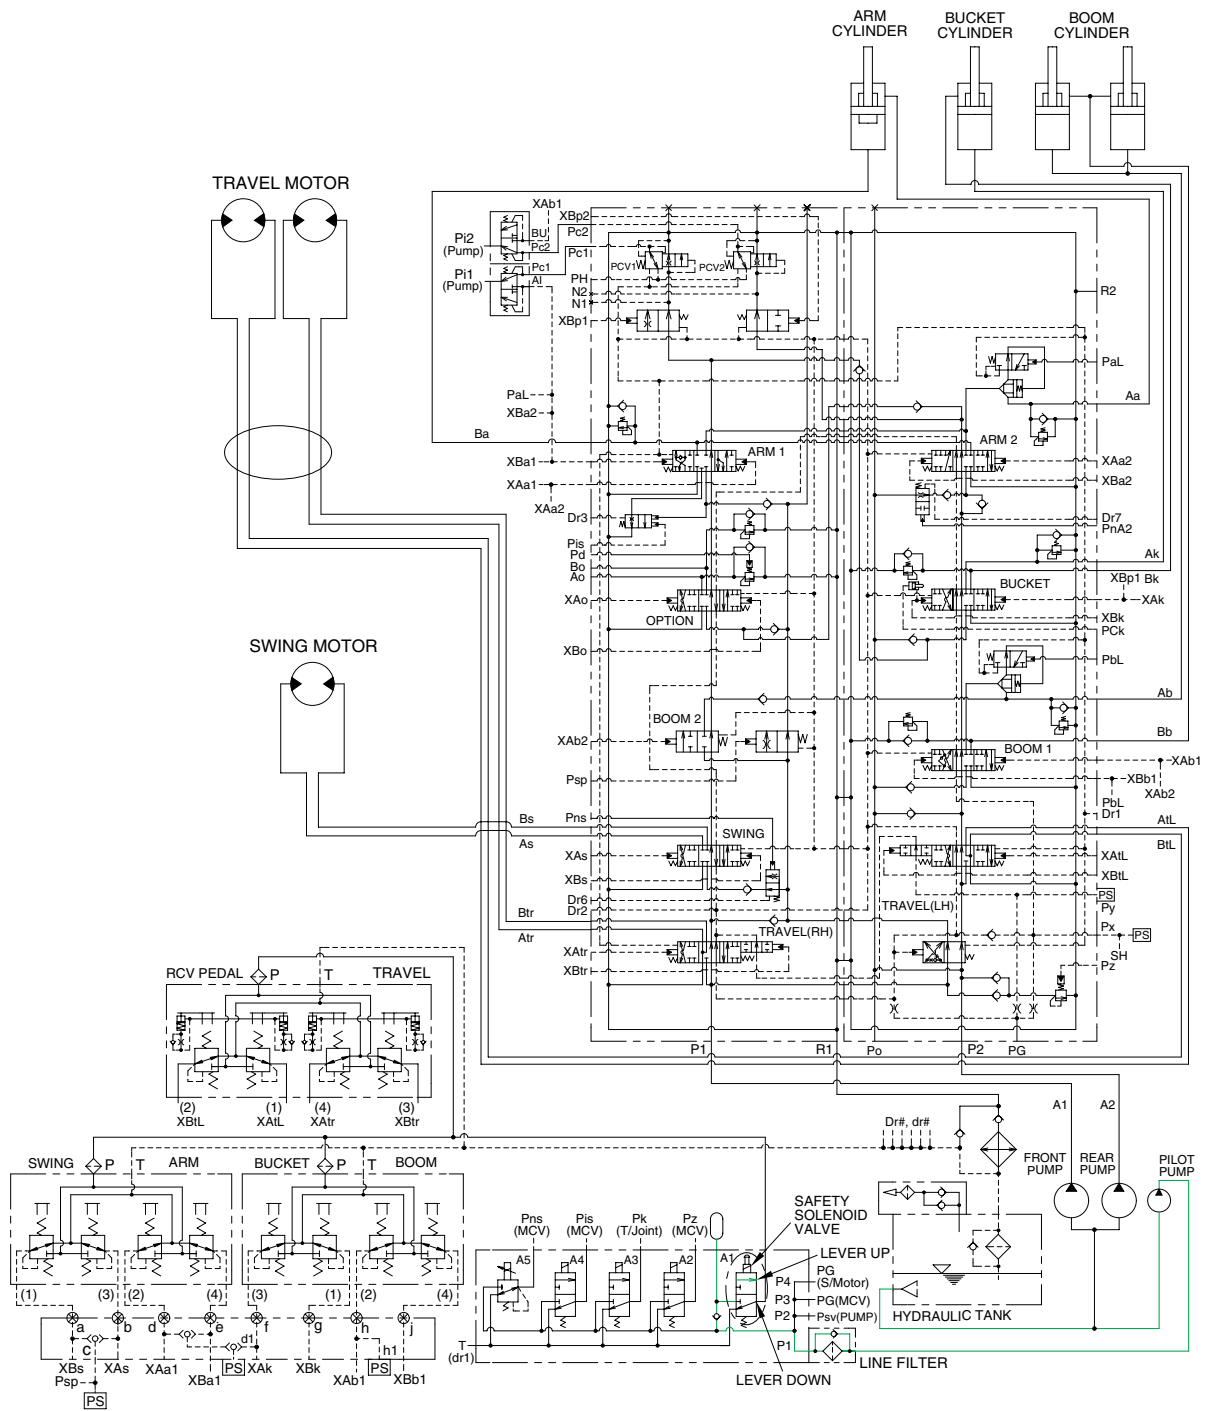 ARM
CYLINDER
BUCKET
CYLINDER
BOOM
CYLINDER
TRAVEL MOTOR
XAb1
BU
Pi2
(Pump)
Pc2
Pc1
Pi1
(Pump)
AI
XBp2
Pc2
Pc1
PCV1
PCV2
PH
N2
N1
XBp1
R2
PaL
Aa
PaL
XBa2
Ba
ARM 1
ARM 2
XBa1
XAa1
XAa2
XAa2
XBa2
Dr3
Dr7
PnA2
Pis
Pd
Bo
Ao
Ak
XBp1
Bk
BUCKET
XAo
XAk
OPTION
XBk
PCk
XBo
PbL
SWING MOTOR
Ab
BOOM 2
Bb
XAb2
BOOM 1
XAb1
Psp
XBb1
XAb2
PbL
Dr1
Bs
Pns
AtL
As
SWING
BtL
XAs
XAtL
XBs
XBtL
Dr6
Dr2
TRAVEL(LH)
PS
Py
Btr
Px
PS
Atr
TRAVEL(RH)
SH
XAtr
Pz
XBtr
RCV PEDAL
P
T
TRAVEL
P1
R1
Po
P2
PG
(2)
XBtL
(1)
XAtL
(4)
XAtr
(3)
XBtr
A1
A2
Dr#, dr#
FRONT
PUMP
REAR
PUMP
PILOT
PUMP
SWING
P
T
ARM
BUCKET
P
T
BOOM
SAFETY
SOLENOID
VALVE
Pns
(MCV)
Pis
(MCV)
Pk
(T/Joint)
Pz
(MCV)
LEVER UP
A5
A4
A3
A2
A1
P4
PG
(S/Motor)
P3
PG(MCV)
P2
Psv(PUMP)
HYDRAULIC TANK
(1)
(3)
(2)
(4)
(3)
(1)
(2)
(4)
a
b
d
e
f
g
h
j
c
d1
h1
T
(dr1)
P1
LINE FILTER
LEVER DOWN
XBs
XAs
XAa1
XBa1
PS
XAk
XBk
XAb1
PS
XBb1
Psp
PS